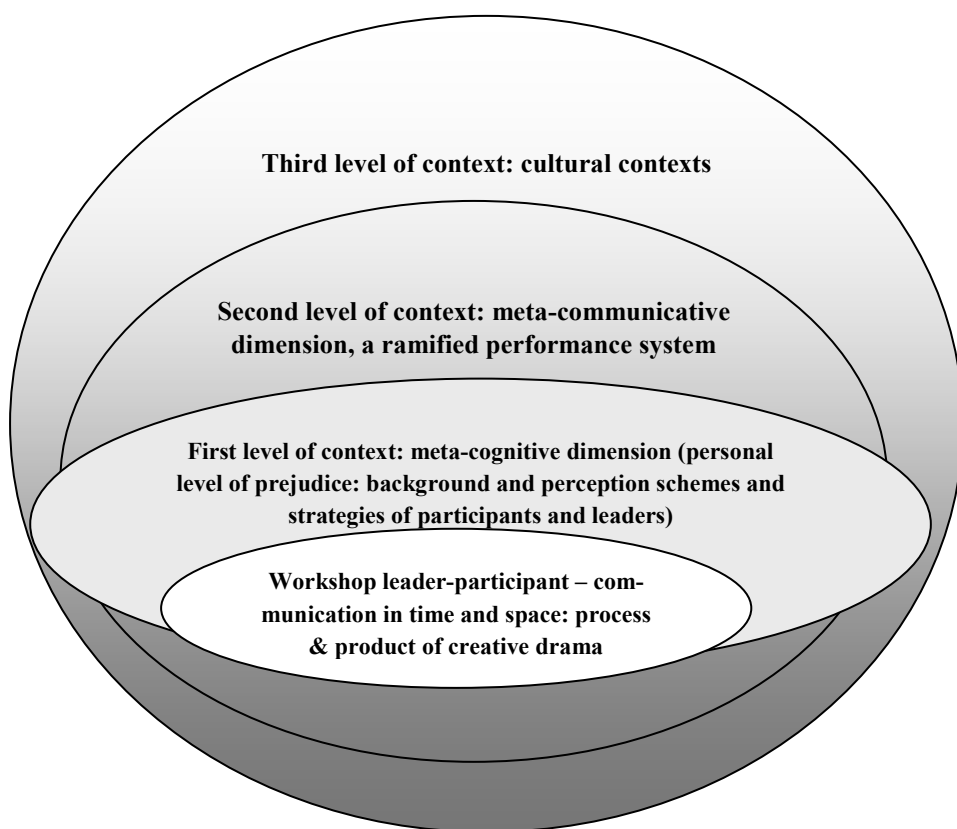 Third level of context: cultural contexts
Second level of context: meta-communicative
dimension, a ramified performance system
First level of context: meta-cognitive dimension (personal
level of prejudice: background and perception schemes and
strategies of participants and leaders)
Workshop leader-participant – com-
munication in time and space: process
& product of creative drama